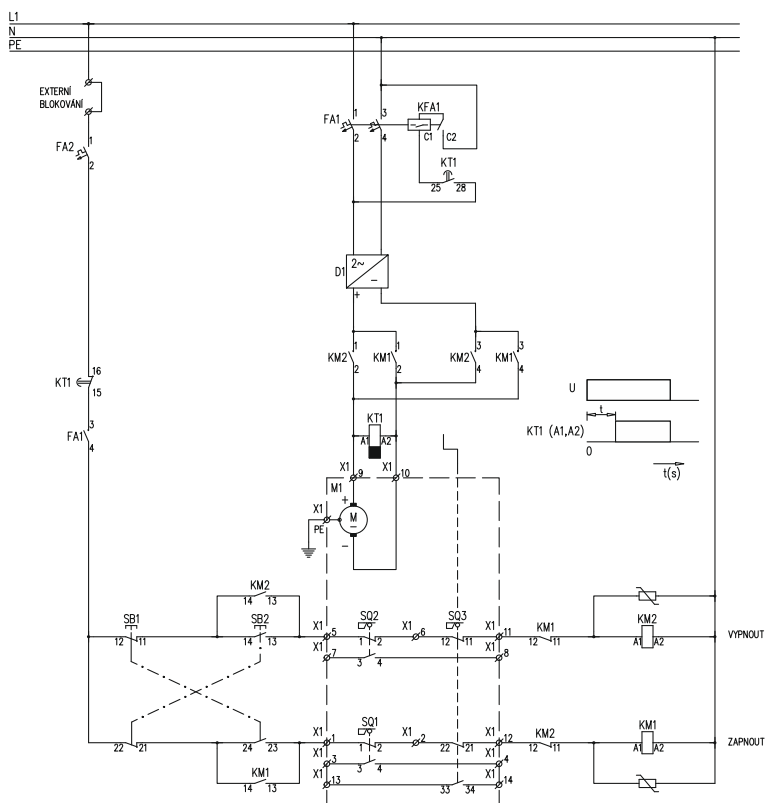 L1
N
PE
EXTERNÍ
BLOKOVÁNÍ
FA2
1
2
FA1
1
2
3
4
KFA1
C1 C2
KT1
25 28
D1
2~
−
+
KM2
1
2
KM1
1
2
KM2
3
4
KM1
3
4
KT1
16
15
FA1
3
4
KT1
A1 A2
U
t
KT1 (A1,A2)
0
t(s)
X1
9
X1
10
M1
+
M
−
−
X1
PE
KM2
14 13
SB1
12 11
SB2
14 13
X1
5
SQ2
1 2
X1
6
SQ3
12 11
X1
11
KM1
12 11
KM2
A1 A2
VYPNOUT
X1
7
3 4
X1
8
22 21
24 23
X1
1
SQ1
1 2
X1
2
22 21
X1
12
KM2
12 11
KM1
A1 A2
ZAPNOUT
X1
3
3 4
X1
4
KM1
14 13
X1
13
33 34
X1
14